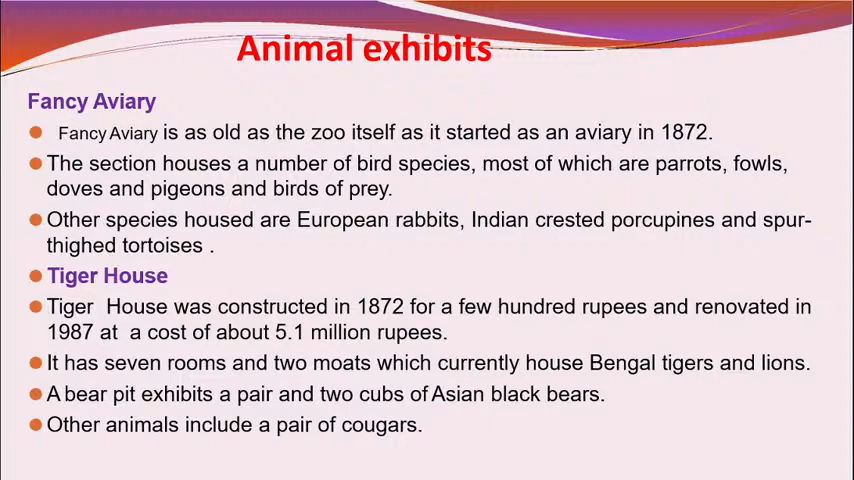 Animal exhibits
Fancy Aviary
Fancy Aviary is as old as the zoo itself as it started as an aviary in 1872.
The section houses a number of bird species, most of which are parrots, fowls,
doves and pigeons and birds of prey.
Other species housed are European rabbits, Indian crested porcupines and spur-
thighed tortoises .
Tiger House
Tiger House was constructed in 1872 for a few hundred rupees and renovated in
1987 at a cost of about 5.1 million rupees.
It has seven rooms and two moats which currently house Bengal tigers and lions.
A bear pit exhibits a pair and two cubs of Asian black bears.
Other animals include a pair of cougars.